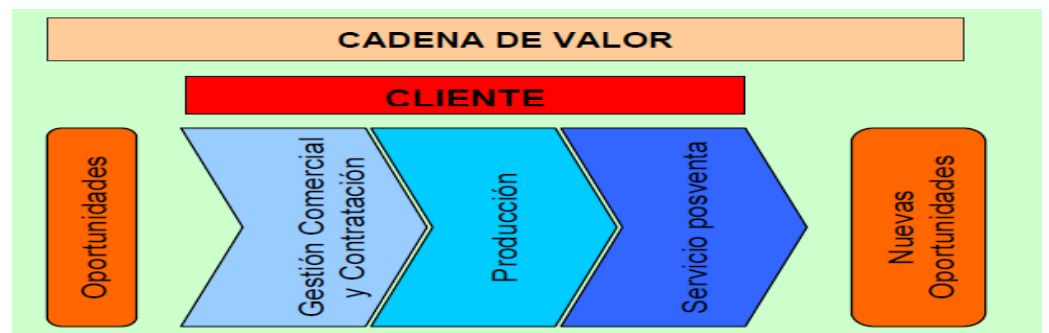 CADENA DE VALOR
CLIENTE
Oportunidades
Gestión Comercial
y Contratación
Producción
Servicio posventa
Nuevas
Oportunidades